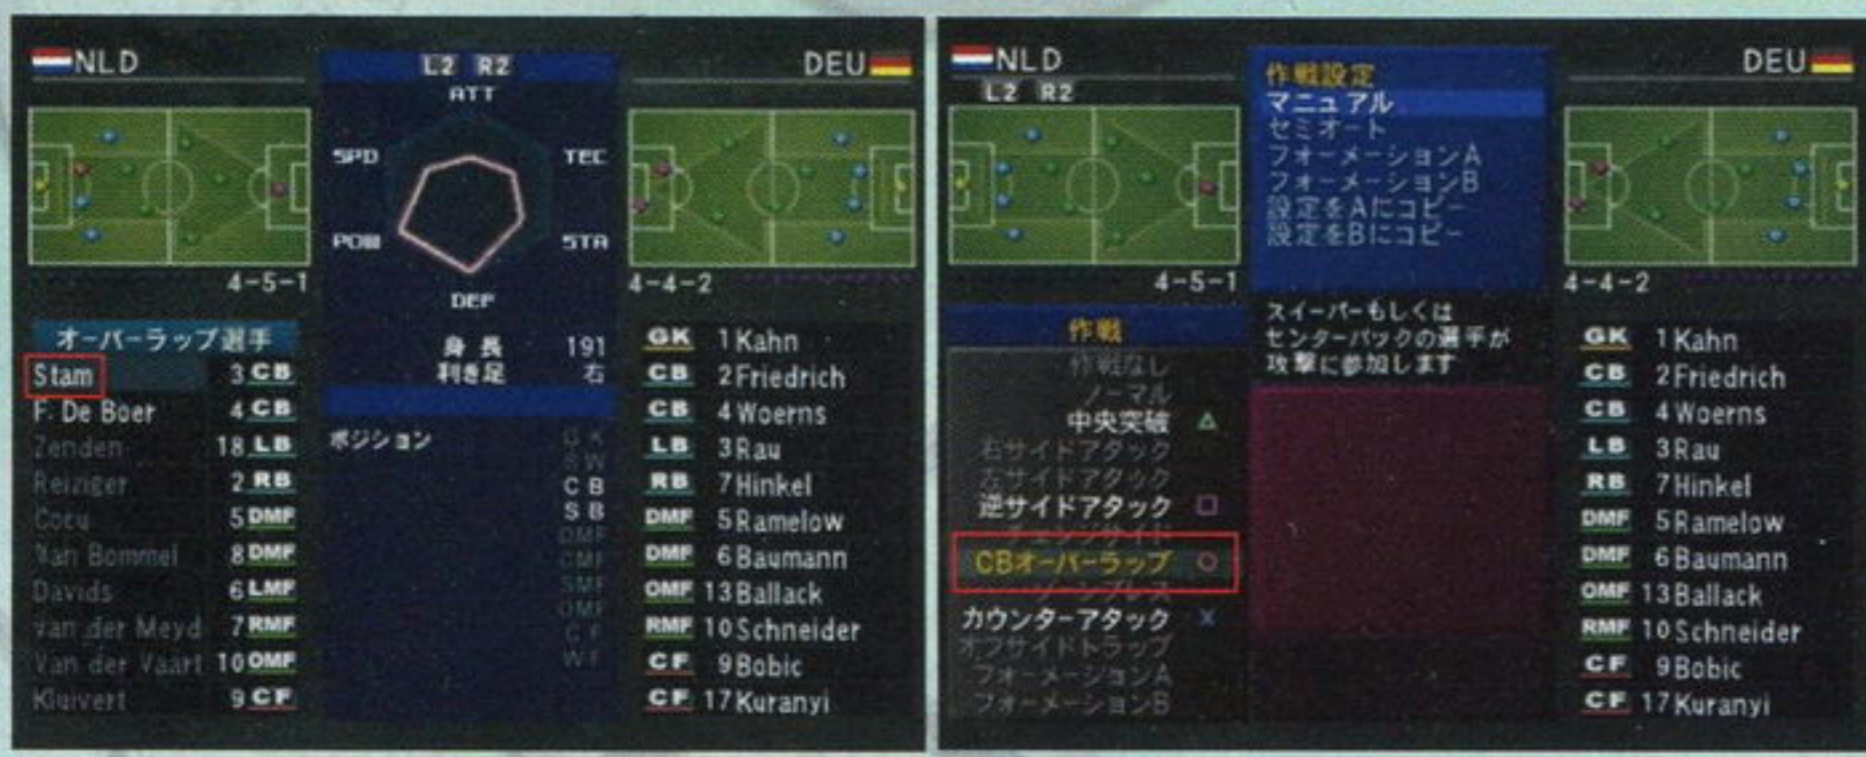 NLD
L2 R2
DEU
ATT
SPD
TEC
POW
STA
DEF
4-5-1
4-4-2
オーバーラップ選手
Stam 3 CB
F. De Boer 4 CB
Zenden 18 LB
Reiziger 2 RB
Cocu 5 DMF
Van Bommel 8 DMF
Davids 6 LMF
Van der Meyd 7 RMF
Van der Vaart 10 OMF
Kluivert 9 CF
身長 191
利き足 右
ポジション
GK
SW
CB
SB
DMF
CMF
SMF
OMF
CF
WF
GK 1 Kahn
CB 2 Friedrich
CB 4 Woerns
LB 3 Rau
RB 7 Hinkel
DMF 5 Ramelow
DMF 6 Baumann
OMF 13 Ballack
RMF 10 Schneider
CF 9 Bobic
CF 17 Kuranyi
NLD
L2 R2
DEU
作戦設定
マニュアル
セミオート
フォーメーションA
フォーメーションB
設定をAにコピー
設定をBにコピー
4-5-1
4-4-2
作戦
作戦なし
ノーマル
中央突破 △
右サイドアタック
左サイドアタック
逆サイドアタック □
チェンジサイド
CBオーバーラップ ○
カウンターアタック X
オフサイドトラップ
フォーメーションA
フォーメーションB
スイーパーもしくは
センターバックの選手が
攻撃に参加します
GK 1 Kahn
CB 2 Friedrich
CB 4 Woerns
LB 3 Rau
RB 7 Hinkel
DMF 5 Ramelow
DMF 6 Baumann
OMF 13 Ballack
RMF 10 Schneider
CF 9 Bobic
CF 17 Kuranyi